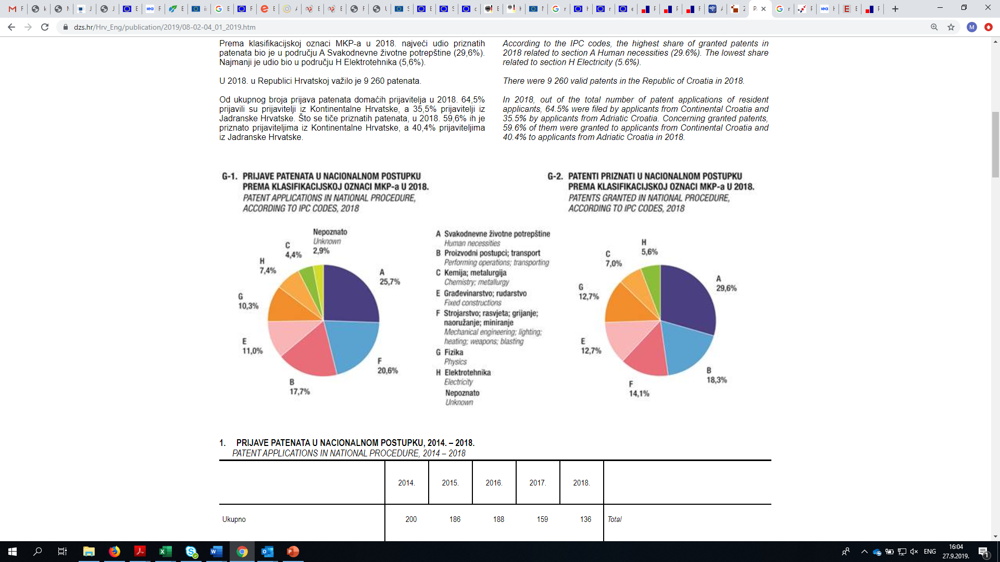 dzs.hr/Hrv_Eng/publication/2019/08-02-04_01_2019.htm
Prema klasifikacijskoj oznaci MKP-a u 2018. najveći udio priznatih
patenata bio je u području A Svakodnevne životne potrepštine (29,6%).
Najmanji je udio bio u području H Elektrotehnika (5,6%).
U 2018. u Republici Hrvatskoj važilo je 9 260 patenata.
Od ukupnog broja prijava patenata domaćih prijavitelja u 2018. 64,5%
prijavili su prijavitelji iz Kontinentalne Hrvatske, a 35,5% prijavitelji iz
Jadranske Hrvatske. Što se tiče priznatih patenata, u 2018. 59,6% ih je
priznato prijaviteljima iz Kontinentalne Hrvatske, a 40,4% prijaviteljima
iz Jadranske Hrvatske.
According to the IPC codes, the highest share of granted patents in
2018 related to section A Human necessities (29.6%). The lowest share
related to section H Electricity (5.6%).
There were 9 260 valid patents in the Republic of Croatia in 2018.
In 2018, out of the total number of patent applications of resident
applicants, 64.5% were filed by applicants from Continental Croatia and
35.5% by applicants from Adriatic Croatia. Concerning granted patents,
59.6% of them were granted to applicants from Continental Croatia and
40.4% to applicants from Adriatic Croatia in 2018.
G-1. PRIJAVE PATENATA U NACIONALNOM POSTUPKU
PREMA KLASIFIKACIJSKOJ OZNACI MKP-a U 2018.
PATENT APPLICATIONS IN NATIONAL PROCEDURE,
ACCORDING TO IPC CODES, 2018
Nepoznato
Unknown
2,9%
C
4,4%
H
7,4%
A
25,7%
G
10,3%
E
11,0%
F
20,6%
B
17,7%
A Svakodnevne životne potrepštine
Human necessities
B Proizvodni postupci; transport
Performing operations; transporting
C Kemija; metalurgija
Chemistry; metallurgy
E Građevinarstvo; rudarstvo
Fixed constructions
F Strojarstvo; rasvjeta; grijanje;
naoružanje; miniranje
Mechanical engineering; lighting;
heating; weapons; blasting
G Fizika
Physics
H Elektrotehnika
Electricity
Nepoznato
Unknown
G-2. PATENTI PRIZNATI U NACIONALNOM POSTUPKU
PREMA KLASIFIKACIJSKOJ OZNACI MKP-a U 2018.
PATENTS GRANTED IN NATIONAL PROCEDURE,
ACCORDING TO IPC CODES, 2018
H
5,6%
C
7,0%
A
29,6%
G
12,7%
E
12,7%
B
18,3%
F
14,1%
1. PRIJAVE PATENATA U NACIONALNOM POSTUPKU, 2014. – 2018.
PATENT APPLICATIONS IN NATIONAL PROCEDURE, 2014 – 2018
2014. 2015. 2016. 2017. 2018.
Ukupno 200 186 188 159 136 Total
ENG
16:04
27.9.2019.